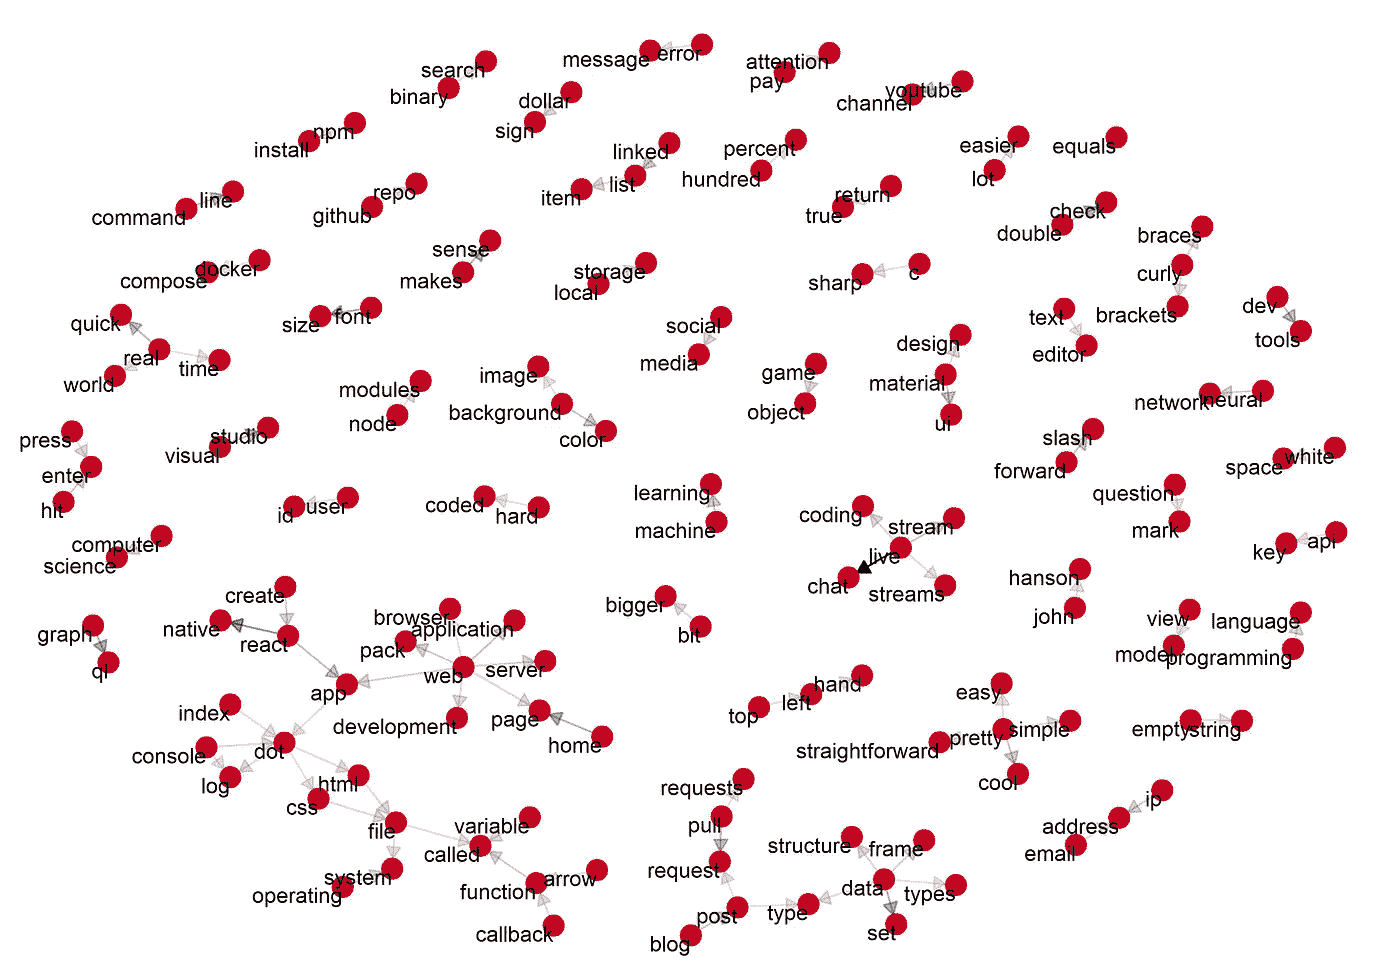 message
error
search
binary
attention
pay
youtube
channel
dollar
sign
npm
install
linked
list
item
percent
hundred
easier
lot
equals
line
command
repo
github
return
true
check
double
braces
curly
brackets
sense
makes
docker
compose
storage
local
sharp
c
quick
real
world
time
font
size
social
media
text
editor
dev
tools
design
material
ui
game
object
image
background
color
modules
node
network
neural
press
enter
hit
studio
visual
slash
forward
white
space
question
mark
learning
machine
coded
hard
user
id
coding
stream
live
chat
streams
computer
science
api
key
hanson
john
create
native
react
app
browser
application
pack
web
server
development
page
home
bigger
bit
graph
ql
view
model
language
programming
hand
left
top
easy
pretty
simple
straightforward
cool
empty
string
index
dot
console
log
html
css
file
variable
called
system
operating
function
arrow
callback
requests
pull
request
post
blog
type
structure
frame
data
types
set
ip
address
email